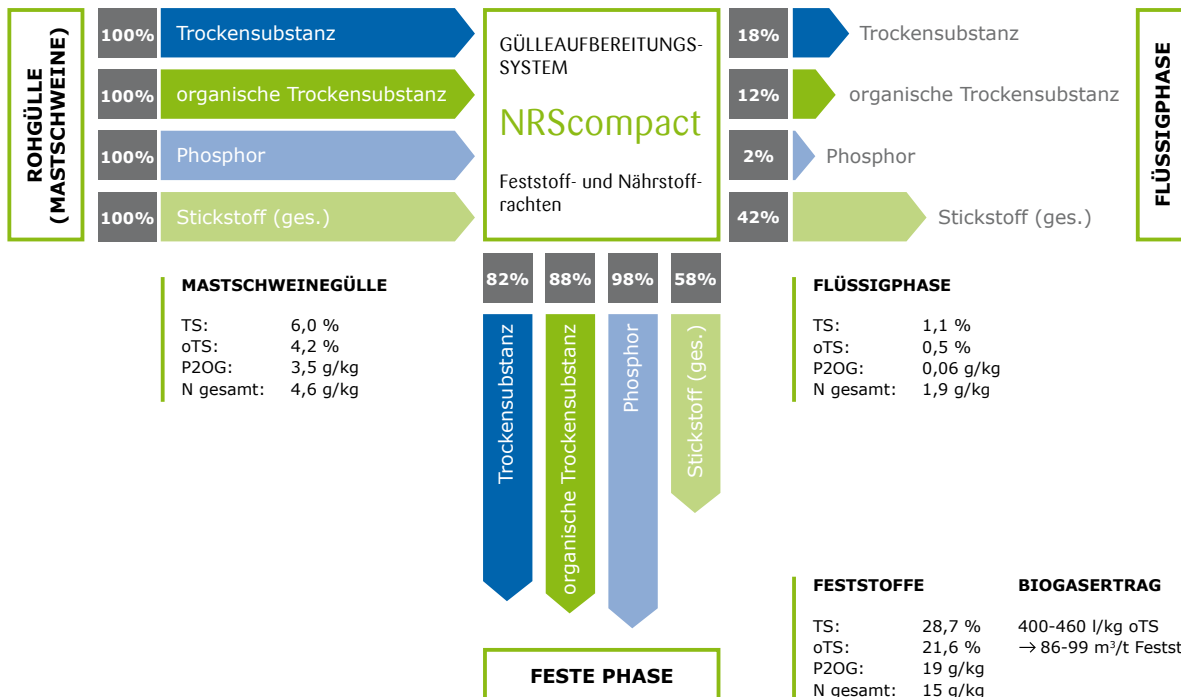 ROHGÜLLE
(MASTSCHWEINE)
100% Trockensubstanz
100% organische Trockensubstanz
100% Phosphor
100% Stickstoff (ges.)
GÜLLEAUFBEREITUNGS-
SYSTEM
NRScompact
Feststoff- und Nährstoff-
rachten
18% Trockensubstanz
12% organische Trockensubstanz
2% Phosphor
42% Stickstoff (ges.)
FLÜSSIGPHASE
82% 88% 98% 58%
Trockensubstanz
organische Trockensubstanz
Phosphor
Stickstoff (ges.)
MASTSCHWEINEGÜLLE
TS: 6,0 %
oTS: 4,2 %
P2OG: 3,5 g/kg
N gesamt: 4,6 g/kg
FLÜSSIGPHASE
TS: 1,1 %
oTS: 0,5 %
P2OG: 0,06 g/kg
N gesamt: 1,9 g/kg
FESTE PHASE
FESTSTOFFE
TS: 28,7 %
oTS: 21,6 %
P2OG: 19 g/kg
N gesamt: 15 g/kg
BIOGASERTRAG
400-460 l/kg oTS
→ 86-99 m³/t Festst